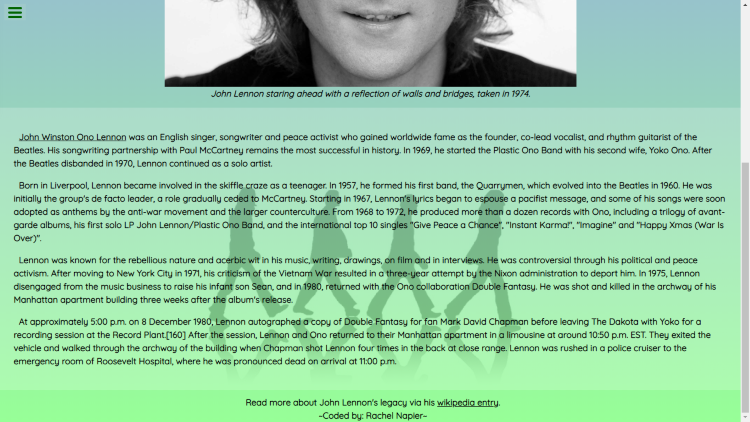 John Lennon staring ahead with a reflection of walls and bridges, taken in 1974.
John Winston Ono Lennon was an English singer, songwriter and peace activist who gained worldwide fame as the founder, co-lead vocalist, and rhythm guitarist of the
Beatles. His songwriting partnership with Paul McCartney remains the most successful in history. In 1969, he started the Plastic Ono Band with his second wife, Yoko Ono. After
the Beatles disbanded in 1970, Lennon continued as a solo artist.
Born in Liverpool, Lennon became involved in the skiffle craze as a teenager. In 1957, he formed his first band, the Quarrymen, which evolved into the Beatles in 1960. He was
initially the group's de facto leader, a role gradually ceded to McCartney. Starting in 1967, Lennon's lyrics began to espouse a pacifist message, and some of his songs were soon
adopted as anthems by the anti-war movement and the larger counterculture. From 1968 to 1972, he produced more than a dozen records with Ono, including a trilogy of avant-
garde albums, his first solo LP John Lennon/Plastic Ono Band, and the international top 10 singles "Give Peace a Chance", "Instant Karma!", "Imagine" and "Happy Xmas (War Is
Over)".
Lennon was known for the rebellious nature and acerbic wit in his music, writing, drawings, on film and in interviews. He was controversial through his political and peace
activism. After moving to New York City in 1971, his criticism of the Vietnam War resulted in a three-year attempt by the Nixon administration to deport him. In 1975, Lennon
disengaged from the music business to raise his infant son Sean, and in 1980, returned with the Ono collaboration Double Fantasy. He was shot and killed in the archway of his
Manhattan apartment building three weeks after the album's release.
At approximately 5:00 p.m. on 8 December 1980, Lennon autographed a copy of Double Fantasy for fan Mark David Chapman before leaving The Dakota with Yoko for a
recording session at the Record Plant.[160] After the session, Lennon and Ono returned to their Manhattan apartment in a limousine at around 10:50 p.m. EST. They exited the
vehicle and walked through the archway of the building when Chapman shot Lennon four times in the back at close range. Lennon was rushed in a police cruiser to the
emergency room of Roosevelt Hospital, where he was pronounced dead on arrival at 11:00 p.m.
Read more about John Lennon's legacy via his wikipedia entry.
~Coded by: Rachel Napier~